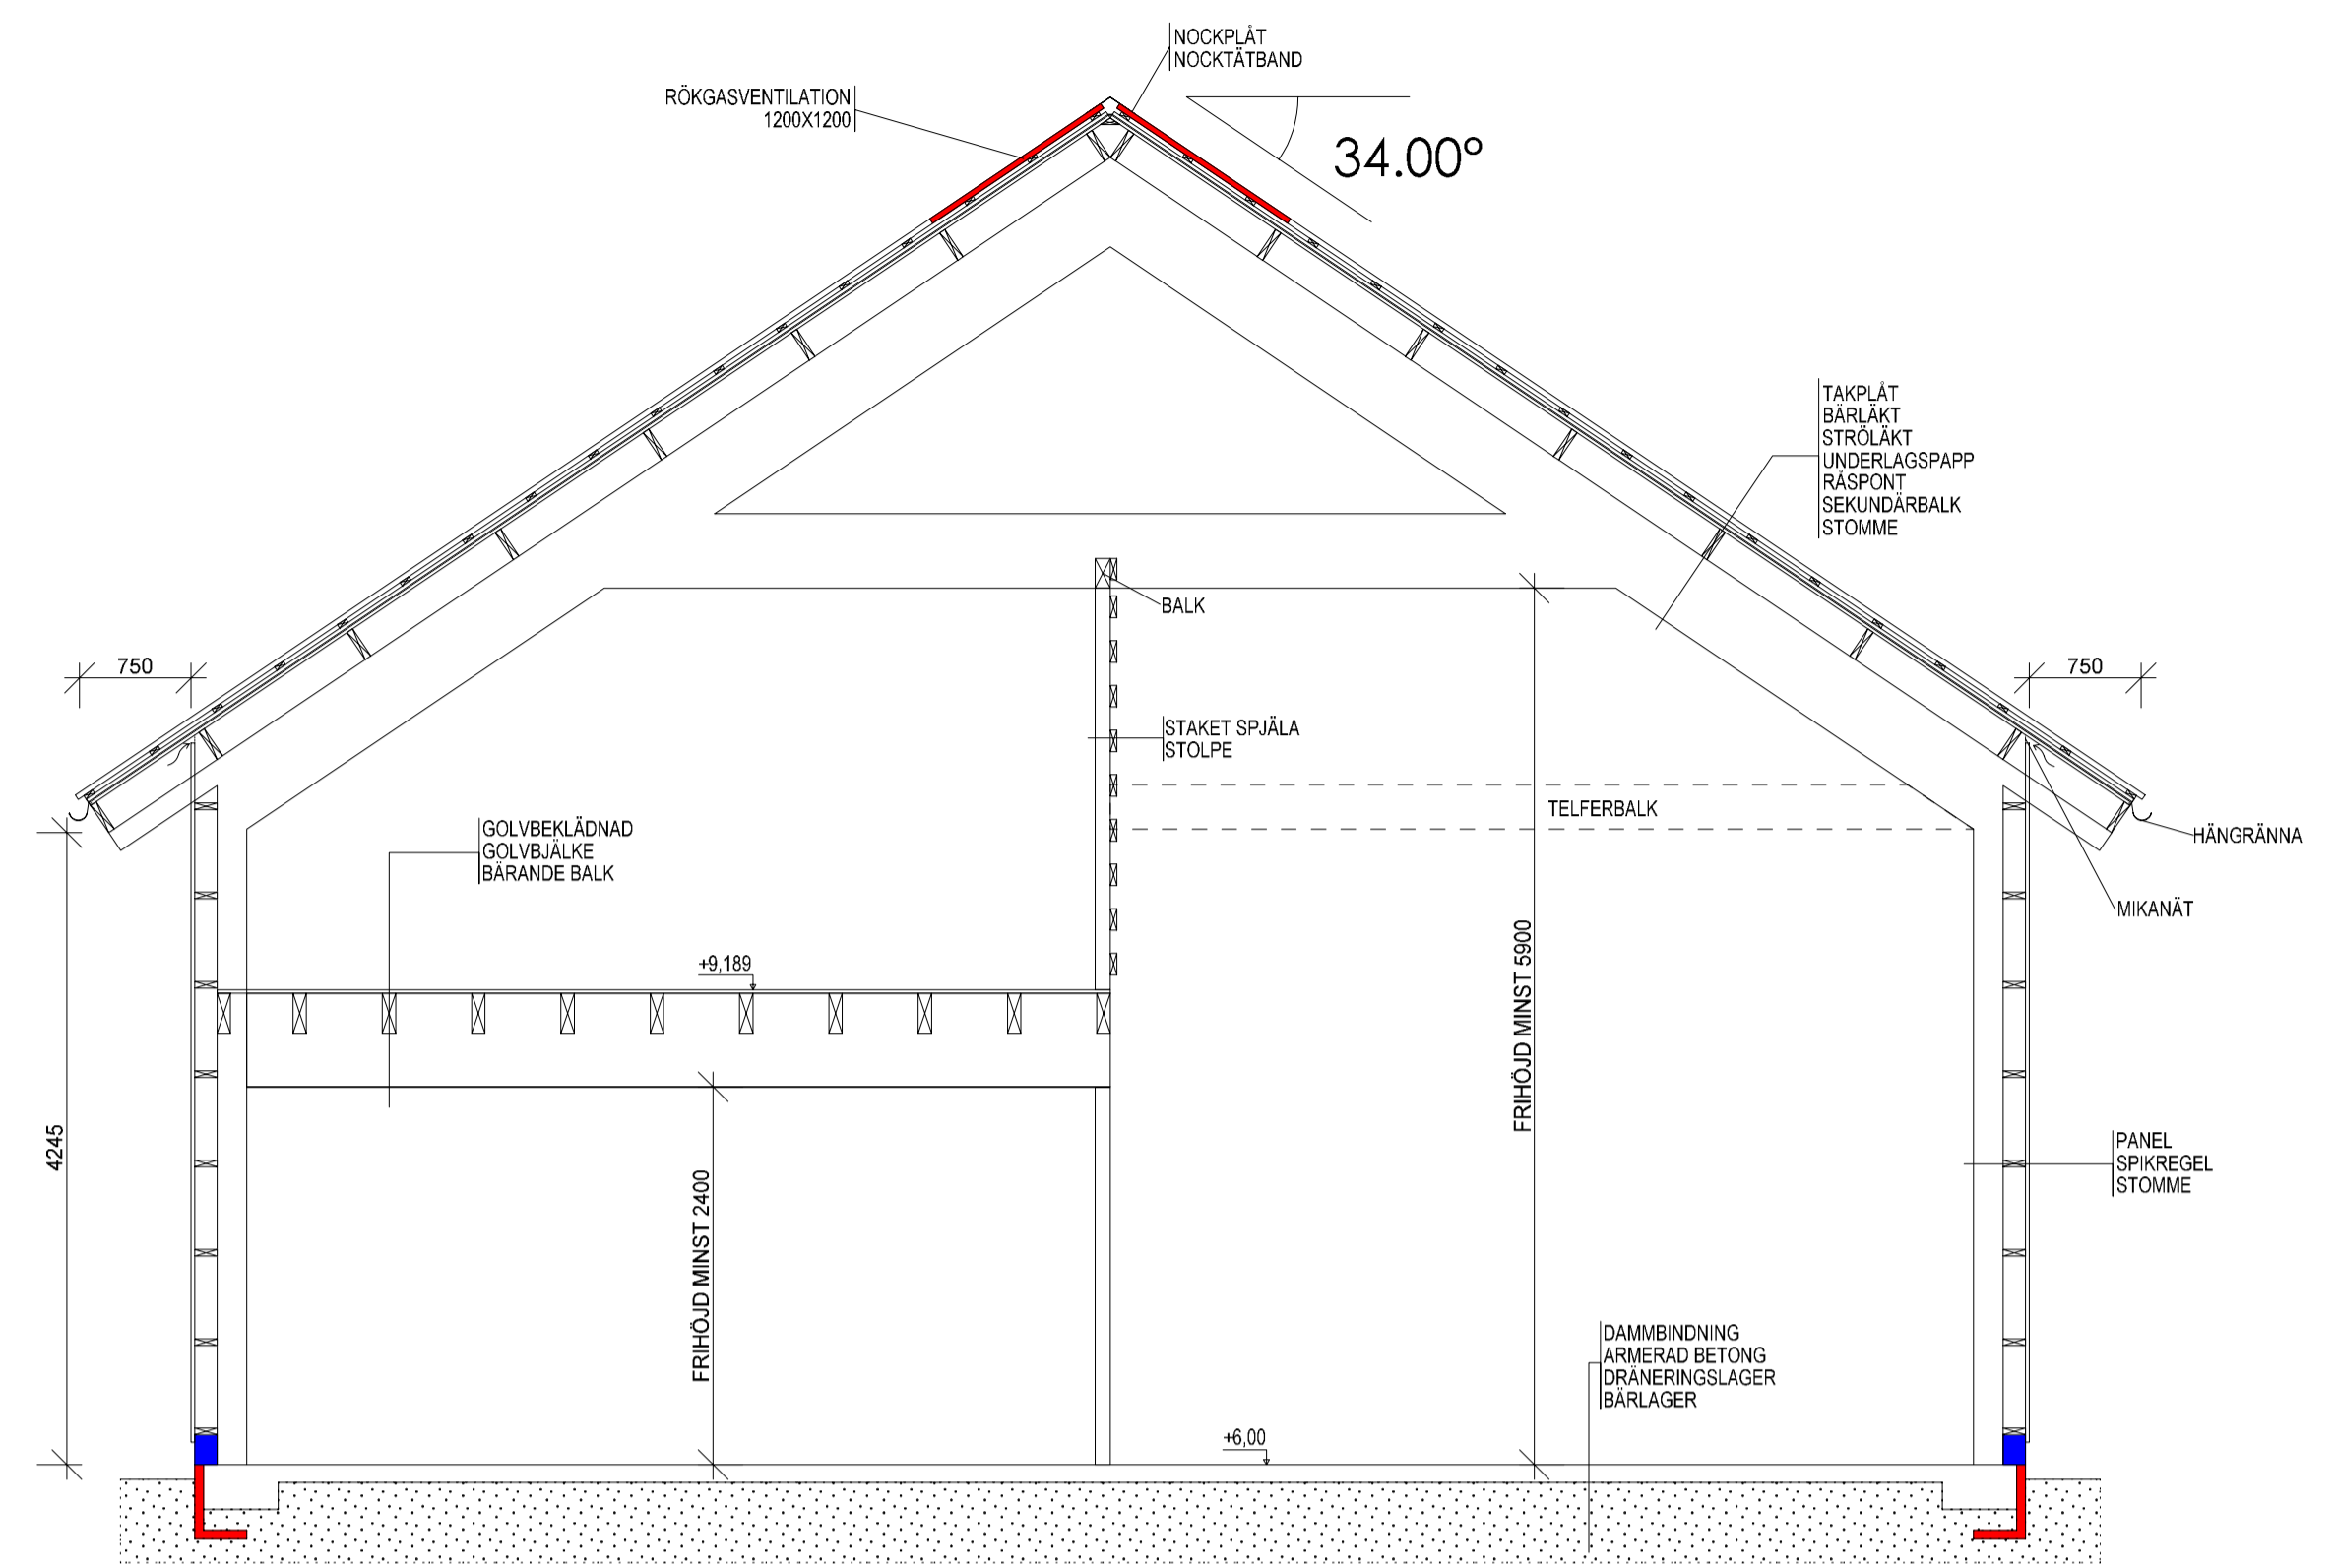 NOCKPLÅT
NOCKTÄTBAND
RÖKGASVENTILATION
1200X1200
34.00°
TAKPLÅT
BÄRLÄKT
STRÖLÄKT
UNDERLAGSPAPP
RÅSPONT
SEKUNDÄRBALK
STOMME
BALK
750
750
STAKET SPJÄLA
STOLPE
TELFERBALK
HÄNGRÄNNA
GOLVBEKLÄDNAD
GOLVBJÄLKE
BÄRANDE BALK
MIKANÄT
+9,189
FRIHÖJD MINST 5900
4245
FRIHÖJD MINST 2400
PANEL
SPIKREGEL
STOMME
DAMMBINDNING
ARMERAD BETONG
DRÄNERINGSLAGER
BÄRLAGER
+6,00